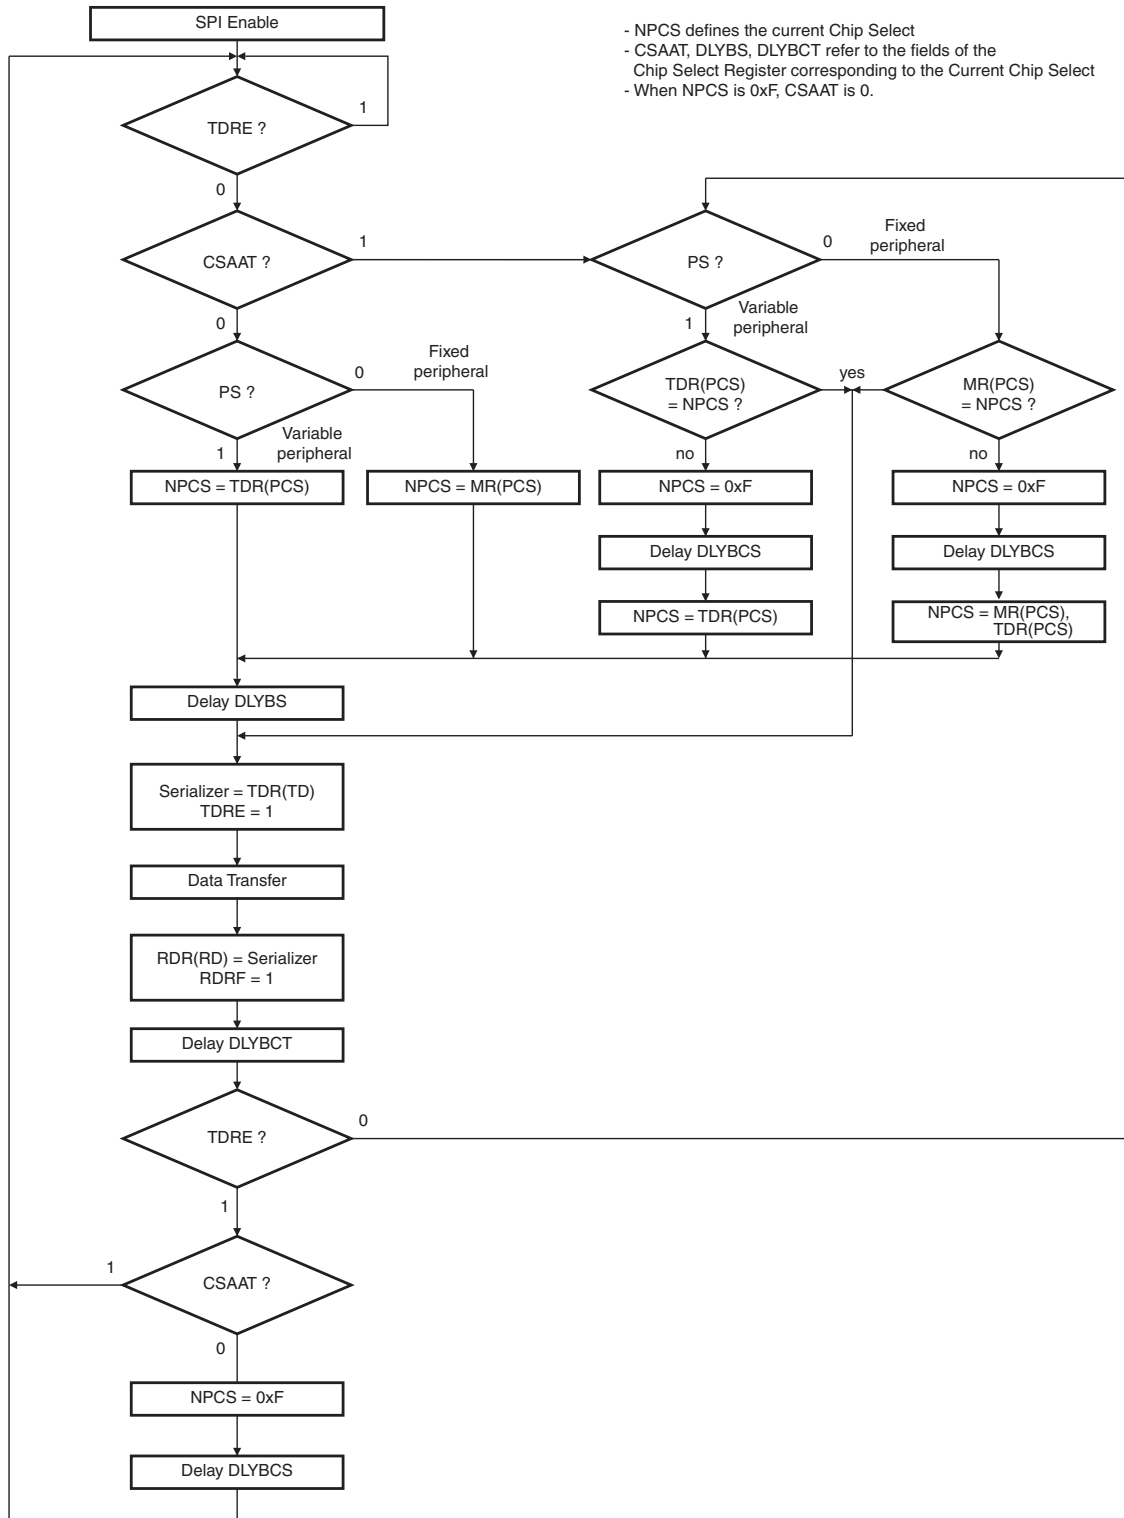 SPI Enable
- NPCS defines the current Chip Select
- CSAAT, DLYBS, DLYBCT refer to the fields of the
Chip Select Register corresponding to the Current Chip Select
- When NPCS is 0xF, CSAAT is 0.
1
TDRE ?
0
CSAAT ?
1
PS ?
0
Fixed
peripheral
0
1
Variable
peripheral
PS ?
0
Fixed
peripheral
TDR(PCS)
= NPCS ?
yes
MR(PCS)
= NPCS ?
1
Variable
peripheral
no
no
NPCS = TDR(PCS)
NPCS = MR(PCS)
NPCS = 0xF
NPCS = 0xF
Delay DLYBCS
Delay DLYBCS
NPCS = TDR(PCS)
NPCS = MR(PCS),
TDR(PCS)
Delay DLYBS
Serializer = TDR(TD)
TDRE = 1
Data Transfer
RDR(RD) = Serializer
RDRF = 1
Delay DLYBCT
TDRE ?
0
1
CSAAT ?
1
0
NPCS = 0xF
Delay DLYBCS